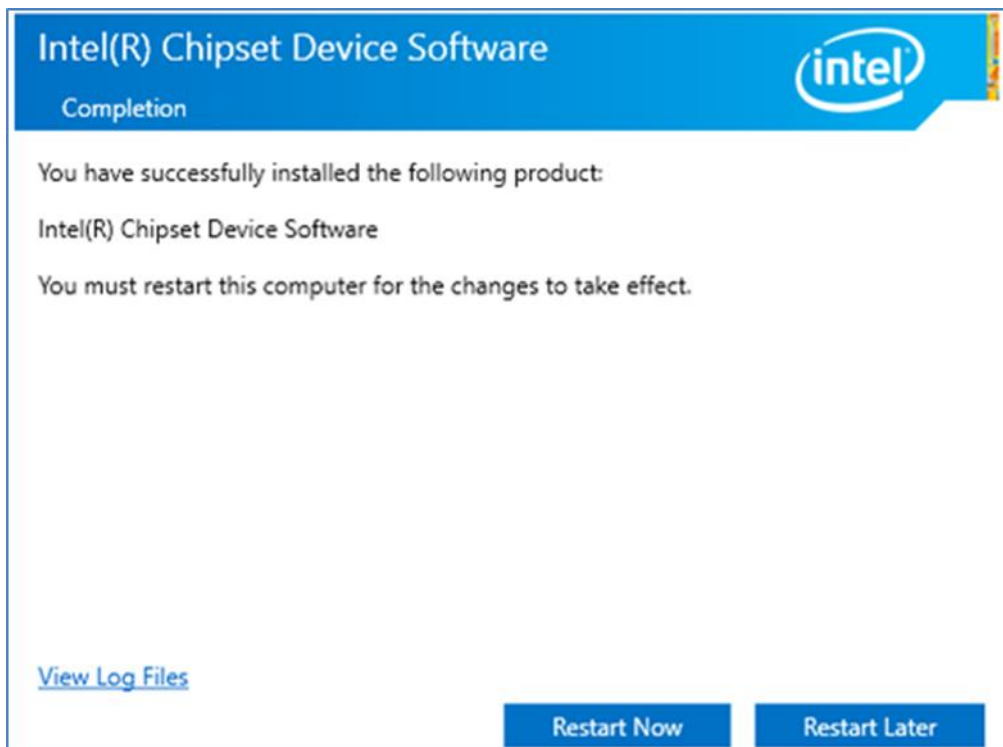 Intel(R) Chipset Device Software
intel
Completion
You have successfully installed the following product:
Intel(R) Chipset Device Software
You must restart this computer for the changes to take effect.
View Log Files
Restart Now
Restart Later